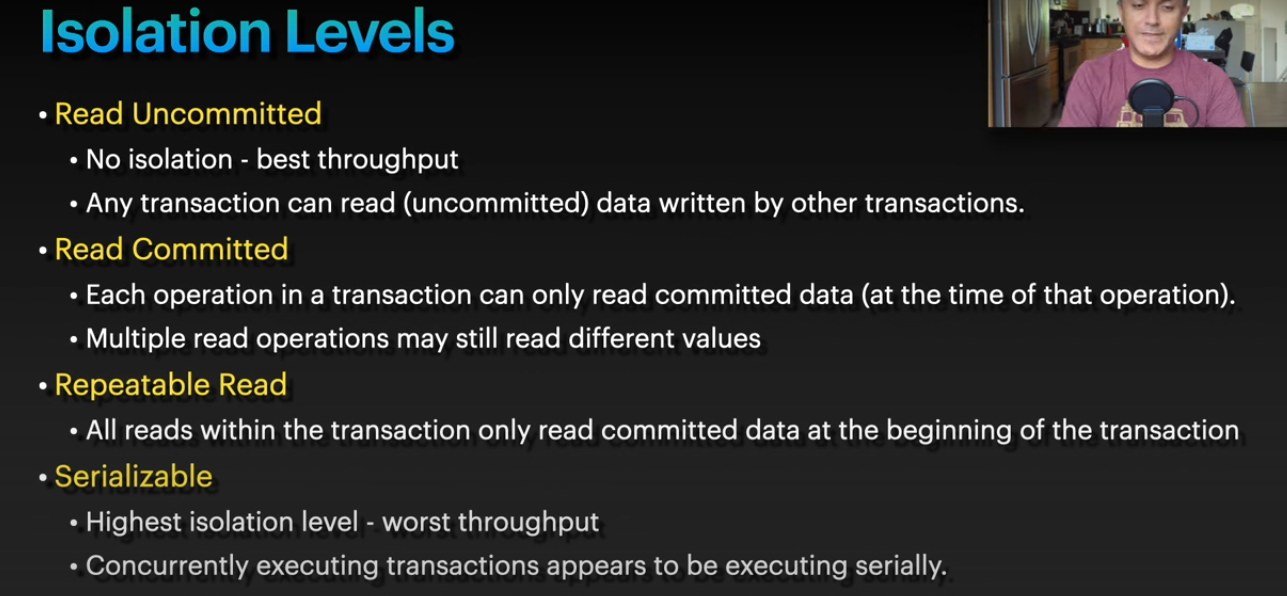 Isolation Levels
• Read Uncommitted
• No isolation - best throughput
• Any transaction can read (uncommitted) data written by other transactions.
• Read Committed
• Each operation in a transaction can only read committed data (at the time of that operation).
• Multiple read operations may still read different values
• Repeatable Read
• All reads within the transaction only read committed data at the beginning of the transaction
• Serializable
• Highest isolation level - worst throughput
• Concurrently executing transactions appears to be executing serially.